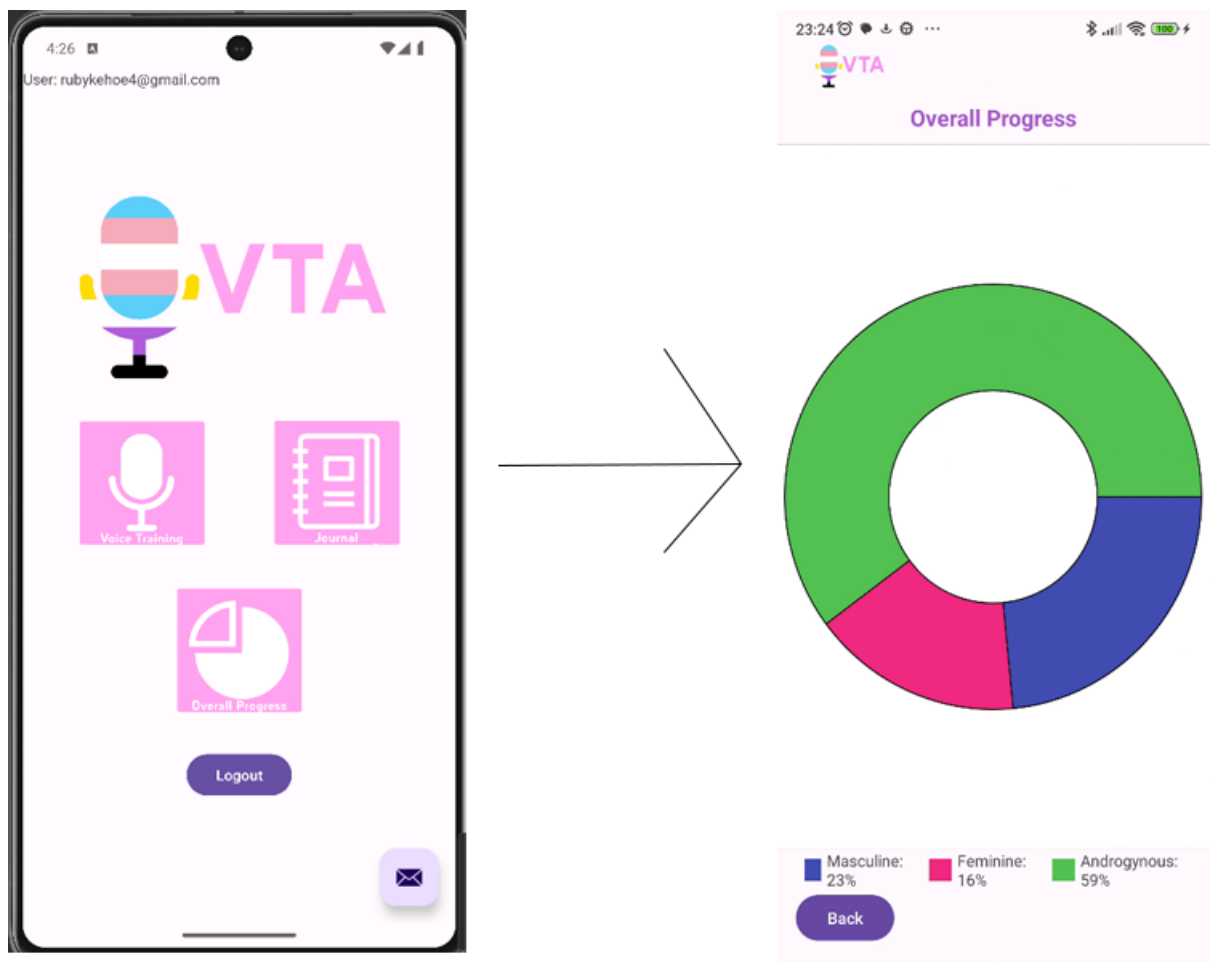 4:26
User: rubykehoe4@gmail.com
VTA
Voice Training
Journal
Overall Progress
Logout
23:24
100
VTA
Overall Progress
Masculine:
23%
Feminine:
16%
Androgynous:
59%
Back